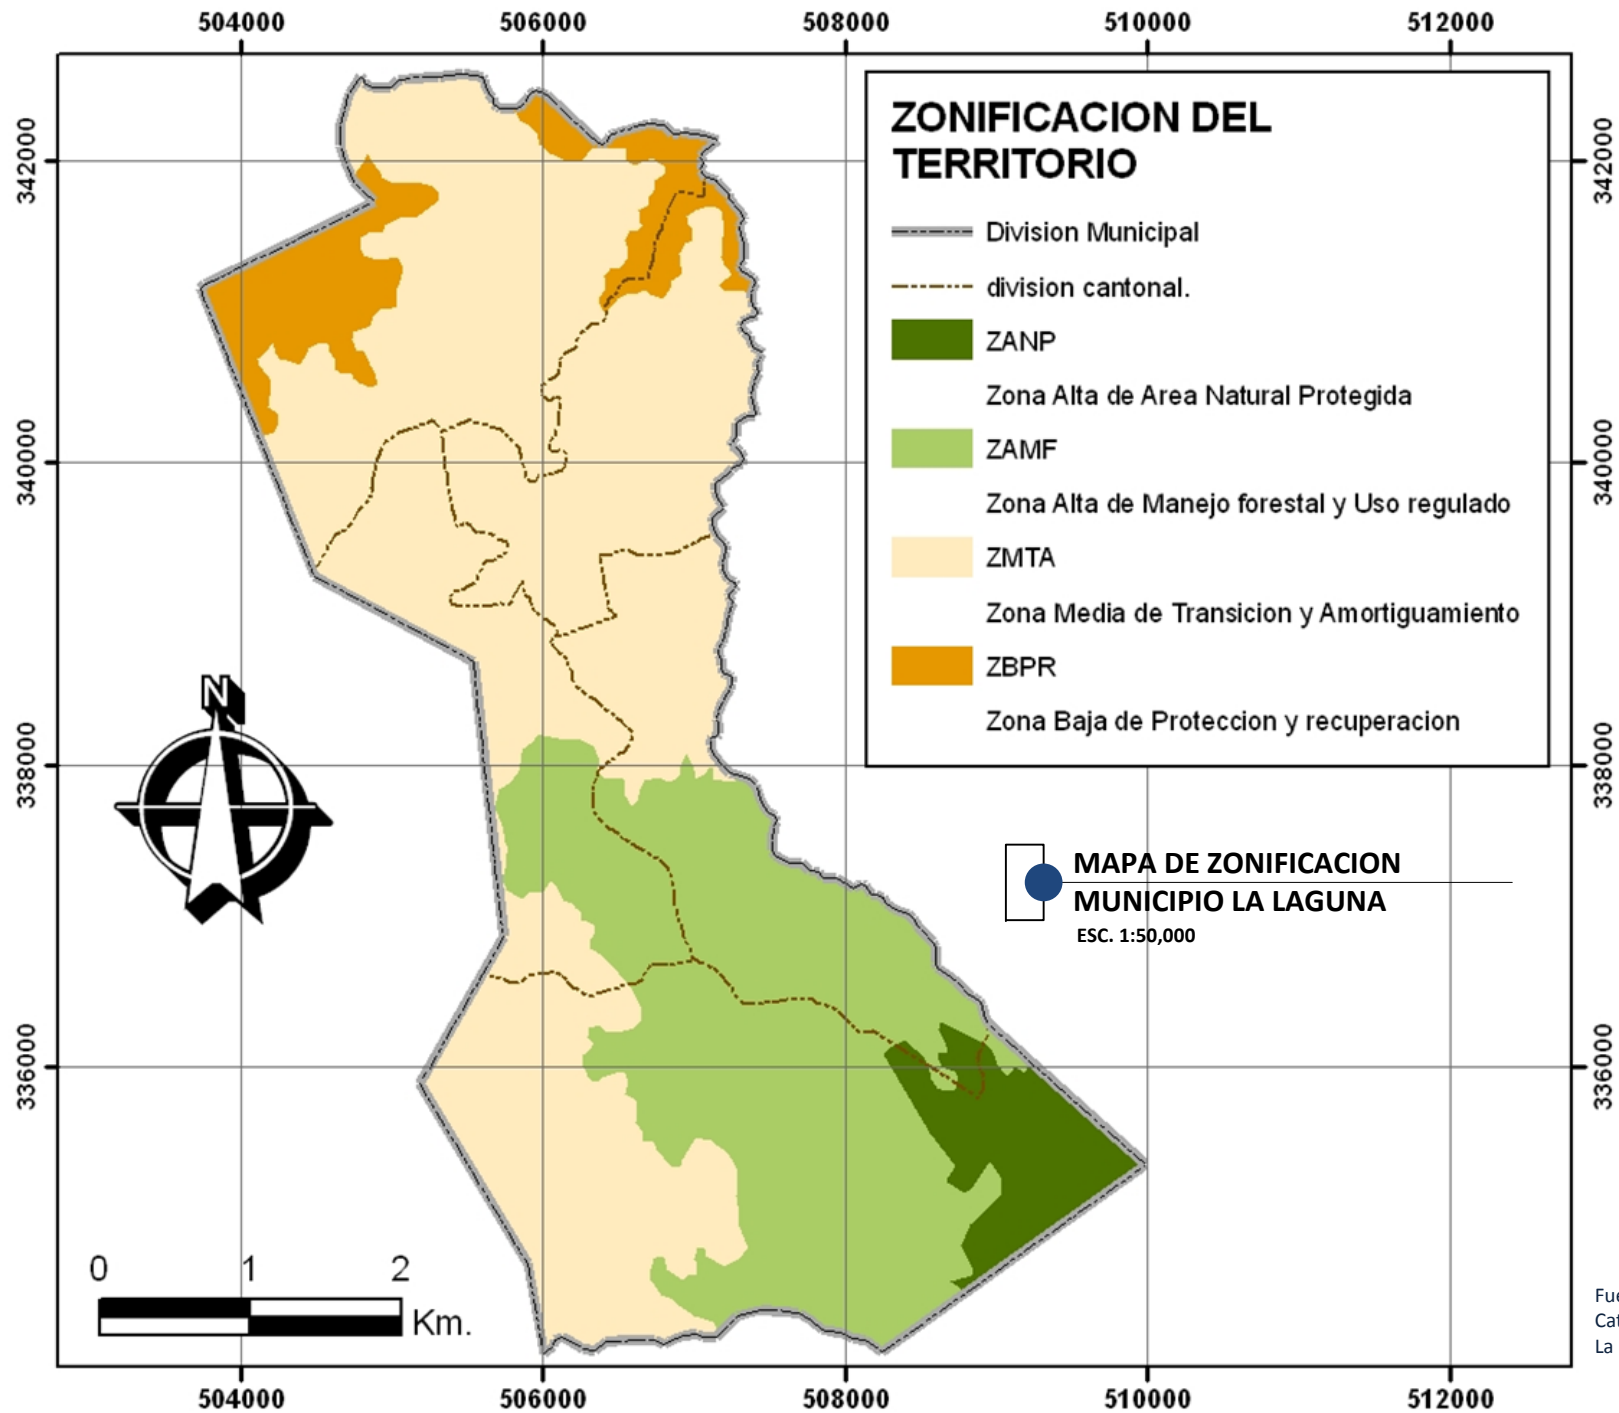 504000 506000 508000 510000 512000
342000 342000
340000 340000
338000 338000
336000 336000
ZONIFICACION DEL
TERRITORIO
Division Municipal
division cantonal.
ZANP
Zona Alta de Area Natural Protegida
ZAMF
Zona Alta de Manejo forestal y Uso regulado
ZMTA
Zona Media de Transicion y Amortiguamiento
ZBPR
Zona Baja de Proteccion y recuperacion
N
MAPA DE ZONIFICACION
MUNICIPIO LA LAGUNA
ESC. 1:50,000
0 1 2
Km.
La
504000 506000 508000 510000 512000